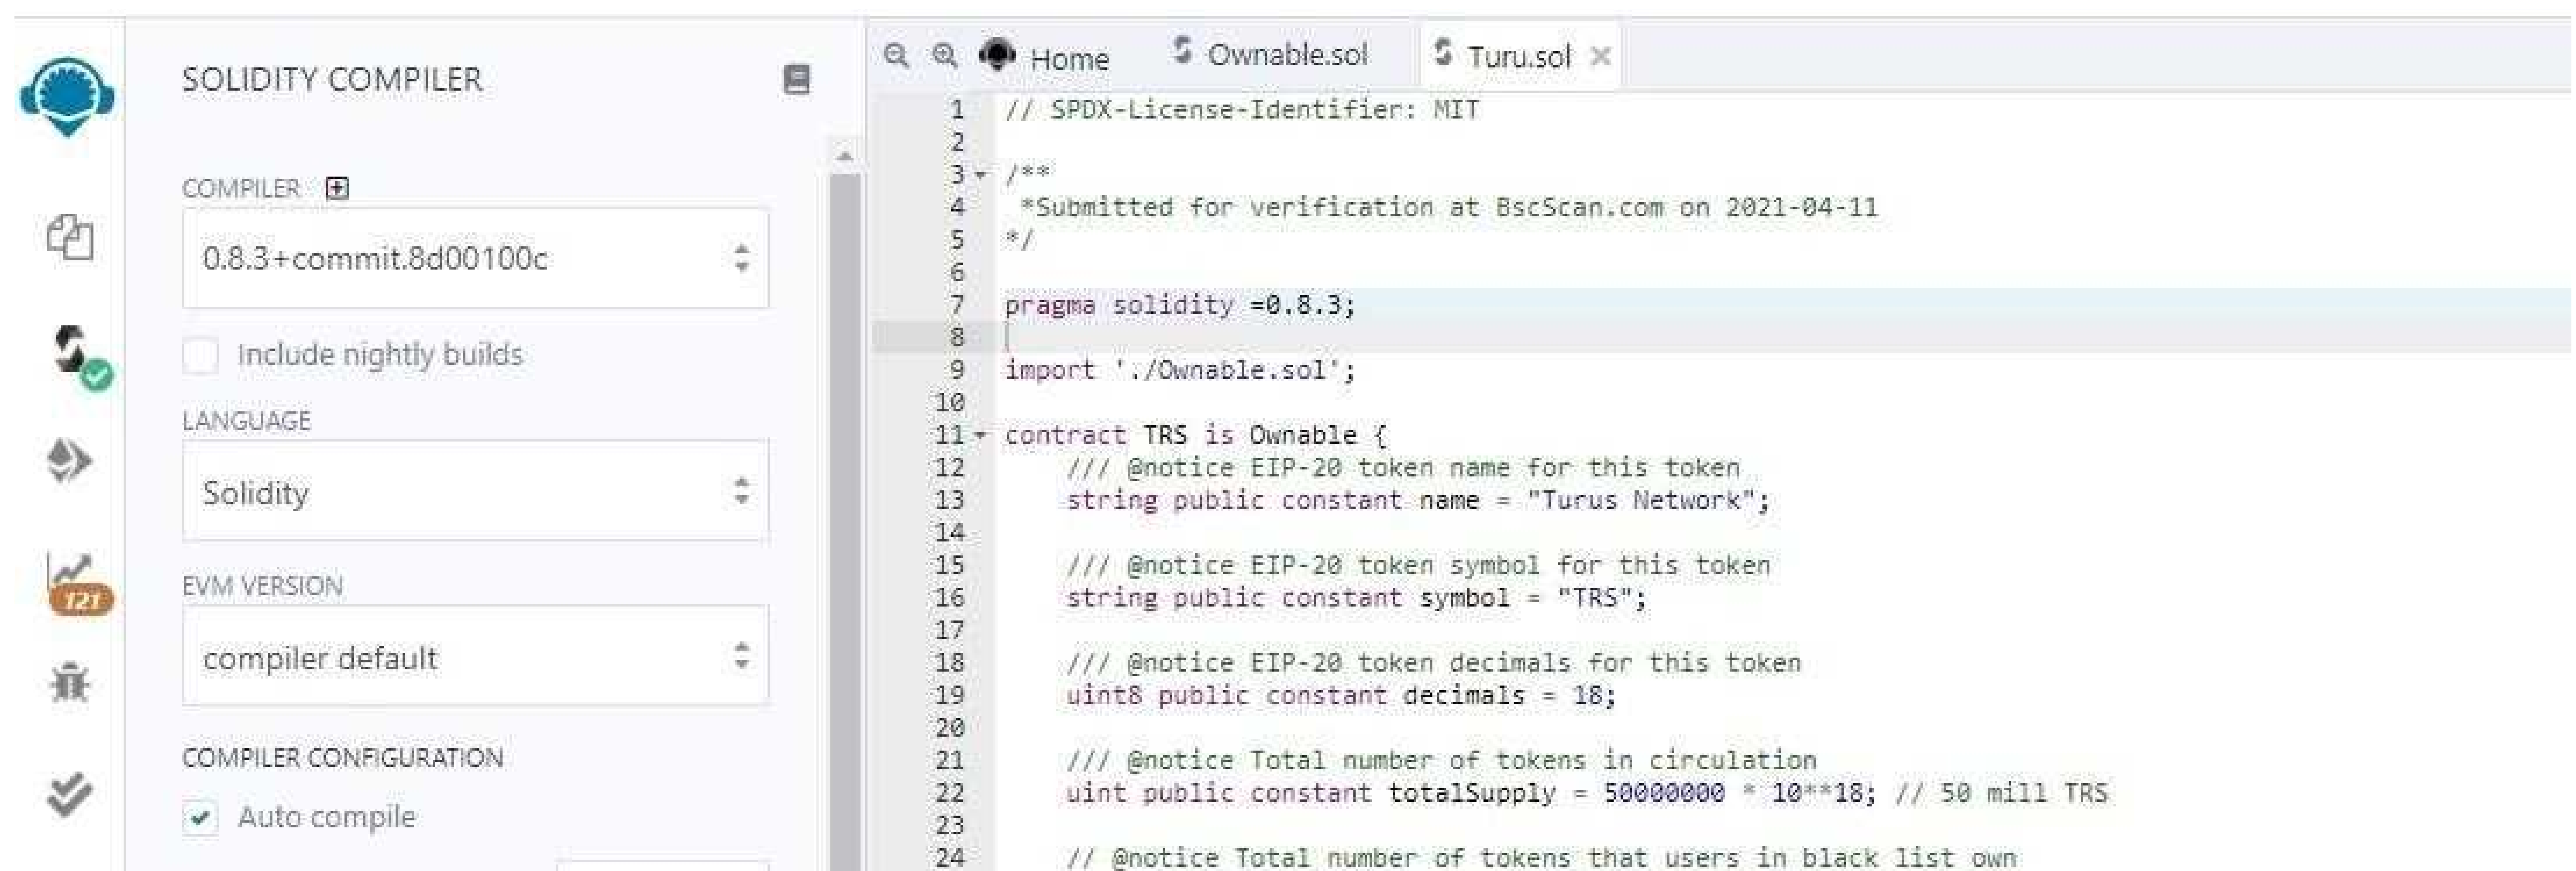 SOLIDITY COMPILER
COMPILER
0.8.3+commit.8d00100c
Include nightly builds
LANGUAGE
Solidity
EVM VERSION
compiler default
COMPILER CONFIGURATION
Auto compile
121
Home Ownable.sol Turu.sol ×
1 // SPDX-License-Identifier: MIT
2
3 /**
4 *Submitted for verification at BscScan.com on 2021-04-11
5 */
6
7 pragma solidity =0.8.3;
8
9 import './Ownable.sol';
10
11 contract TRS is Ownable {
12 /// @notice EIP-20 token name for this token
13 string public constant name = "Turus Network";
14
15 /// @notice EIP-20 token symbol for this token
16 string public constant symbol = "TRS";
17
18 /// @notice EIP-20 token decimals for this token
19 uint8 public constant decimals = 18;
20
21 /// @notice Total number of tokens in circulation
22 uint public constant totalSupply = 50000000 * 10**18; // 50 mill TRS
23
24 // @notice Total number of tokens that users in black list own